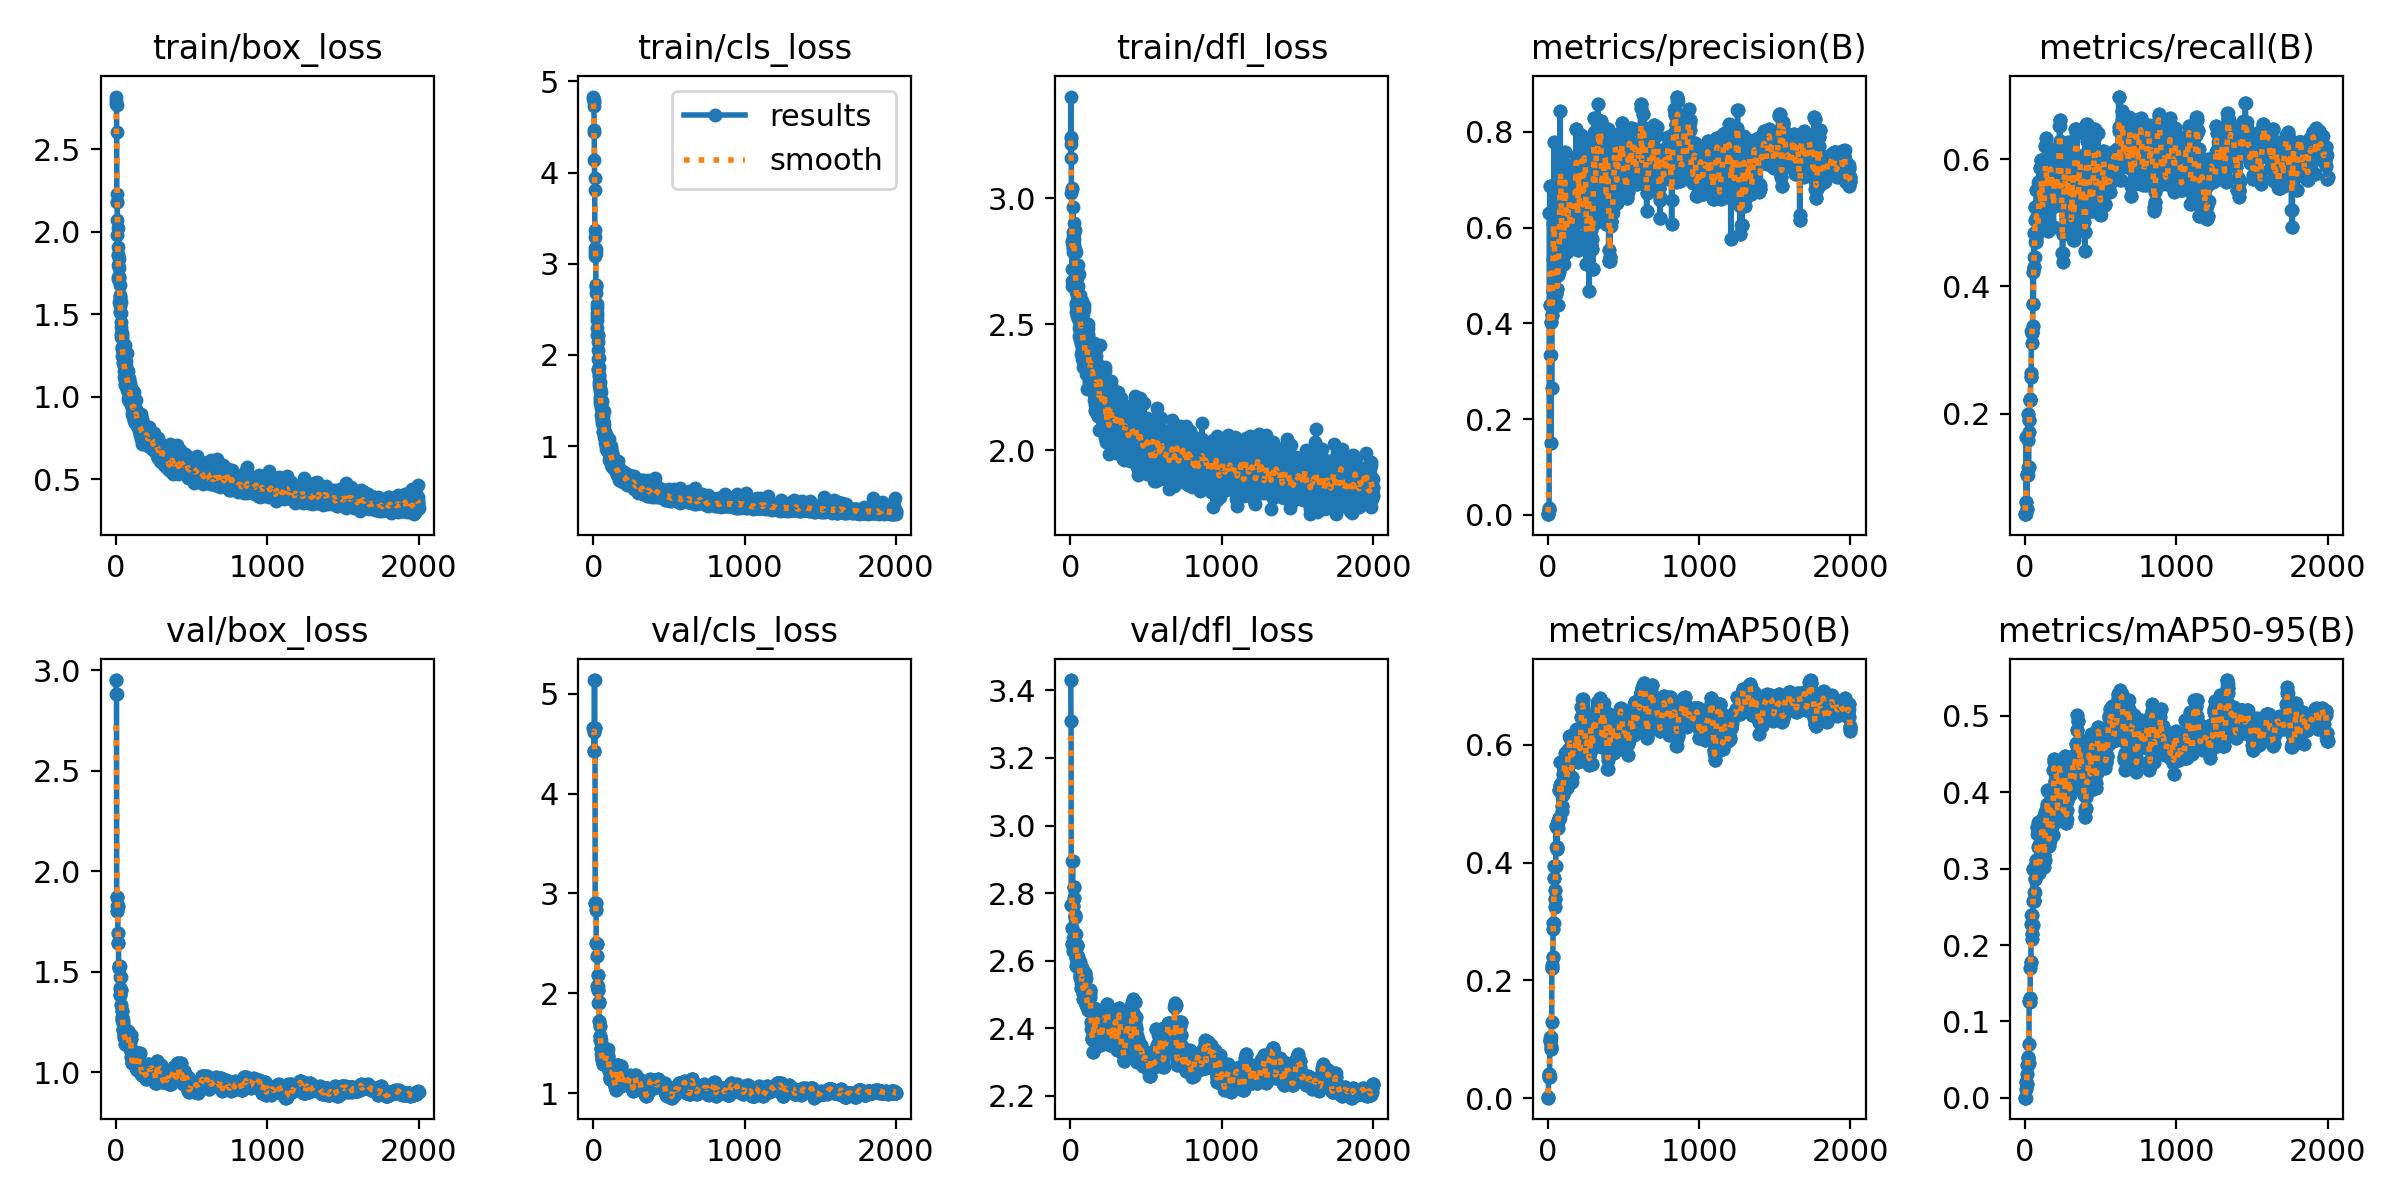 train/box_loss
2.5
2.0
1.5
1.0
0.5
0 1000 2000
train/cls_loss
results
smooth
5
4
3
2
1
0 1000 2000
train/dfl_loss
3.0
2.5
2.0
0 1000 2000
metrics/precision(B)
0.8
0.6
0.4
0.2
0.0
0 1000 2000
metrics/recall(B)
0.6
0.4
0.2
0 1000 2000
val/box_loss
3.0
2.5
2.0
1.5
1.0
0 1000 2000
val/cls_loss
5
4
3
2
1
0 1000 2000
val/dfl_loss
3.4
3.2
3.0
2.8
2.6
2.4
2.2
0 1000 2000
metrics/mAP50(B)
0.6
0.4
0.2
0.0
0 1000 2000
metrics/mAP50-95(B)
0.5
0.4
0.3
0.2
0.1
0.0
0 1000 2000